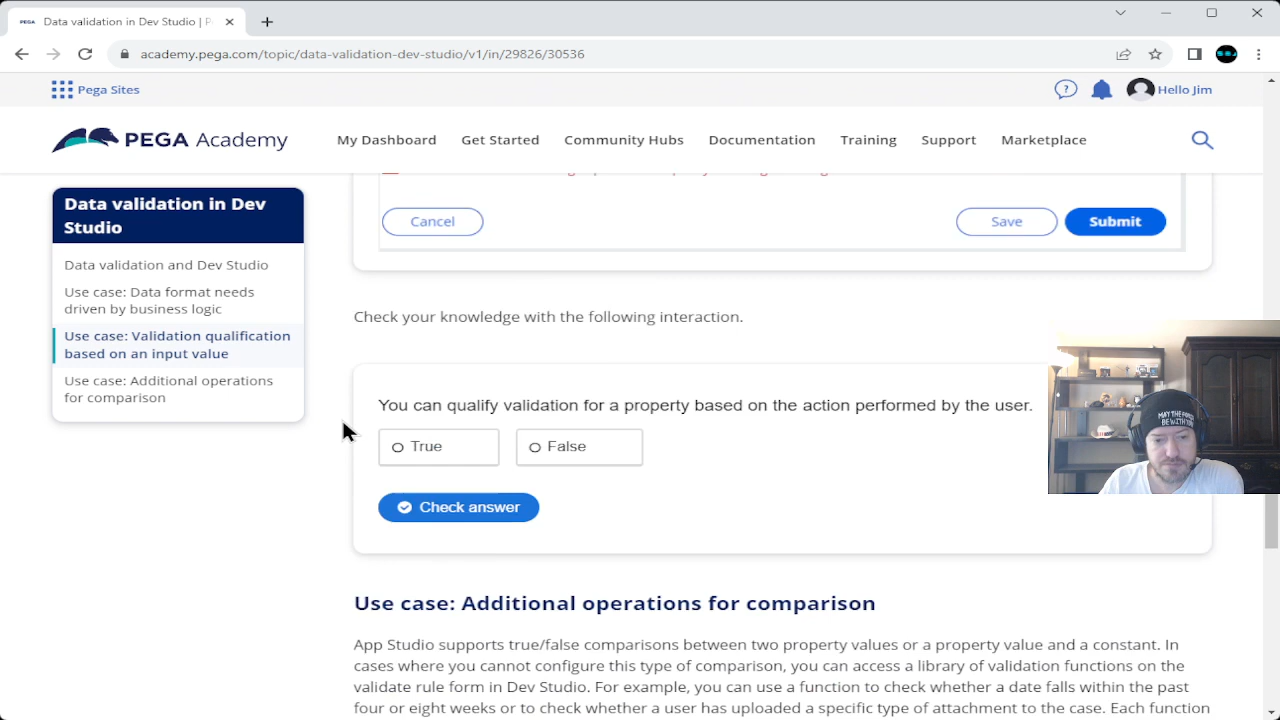 PEGA Data validation in Dev Studio | P
academy.pega.com/topic/data-validation-dev-studio/v1/in/29826/30536
Pega Sites
Hello Jim
PEGA Academy
My Dashboard Get Started Community Hubs Documentation Training Support Marketplace
Data validation in Dev
Studio
Data validation and Dev Studio
Use case: Data format needs
driven by business logic
Use case: Validation qualification
based on an input value
Use case: Additional operations
for comparison
Cancel Save Submit
Check your knowledge with the following interaction.
You can qualify validation for a property based on the action performed by the user.
True False
Check answer
MAY THE FORCE
BE WITH YOU
Use case: Additional operations for comparison
App Studio supports true/false comparisons between two property values or a property value and a constant. In
cases where you cannot configure this type of comparison, you can access a library of validation functions on the
validate rule form in Dev Studio. For example, you can use a function to check whether a date falls within the past
four or eight weeks or to check whether a user has uploaded a specific type of attachment to the case. Each function